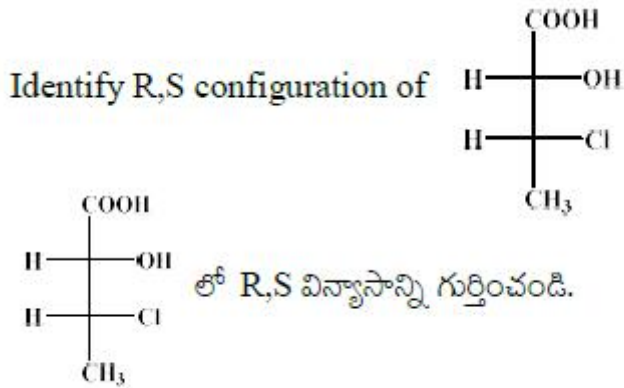 COOH
Identify R,S configuration of H OH
H Cl
CH₃
COOH
H OH
లో R,S విన్యాసాన్ని గుర్తించండి.
H Cl
CH₃